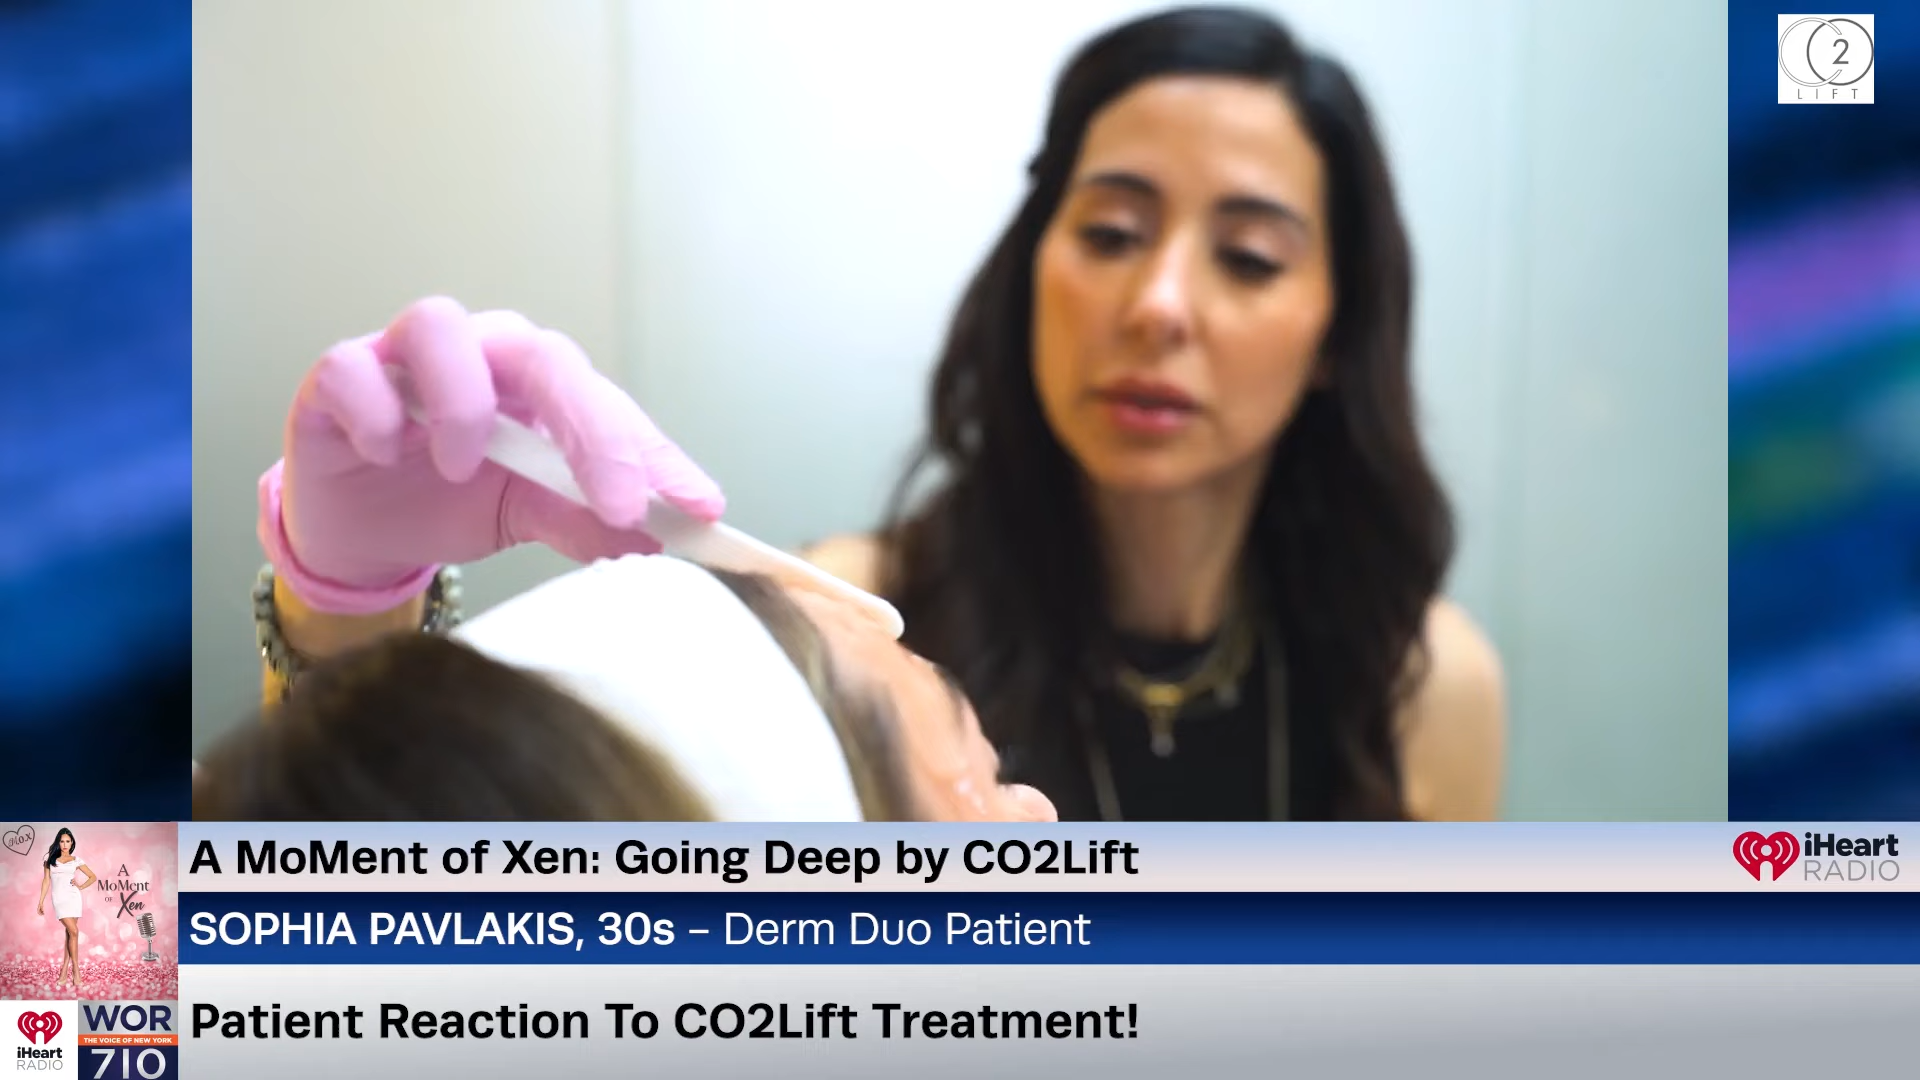 CO2
LIFT
A MoMent of Xen: Going Deep by CO2Lift
iHeart
RADIO
SOPHIA PAVLAKIS, 30s – Derm Duo Patient
Patient Reaction To CO2Lift Treatment!
M.O.X
A
MoMent
OF
Xen
iHeart
RADIO
WOR
THE VOICE OF NEW YORK
710